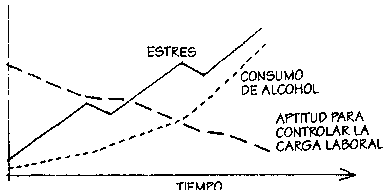 ESTRES
CONSUMO
DE ALCOHOL
APTITUD PARA
CONTROLAR LA
CARGA LABORAL
TIEMPO